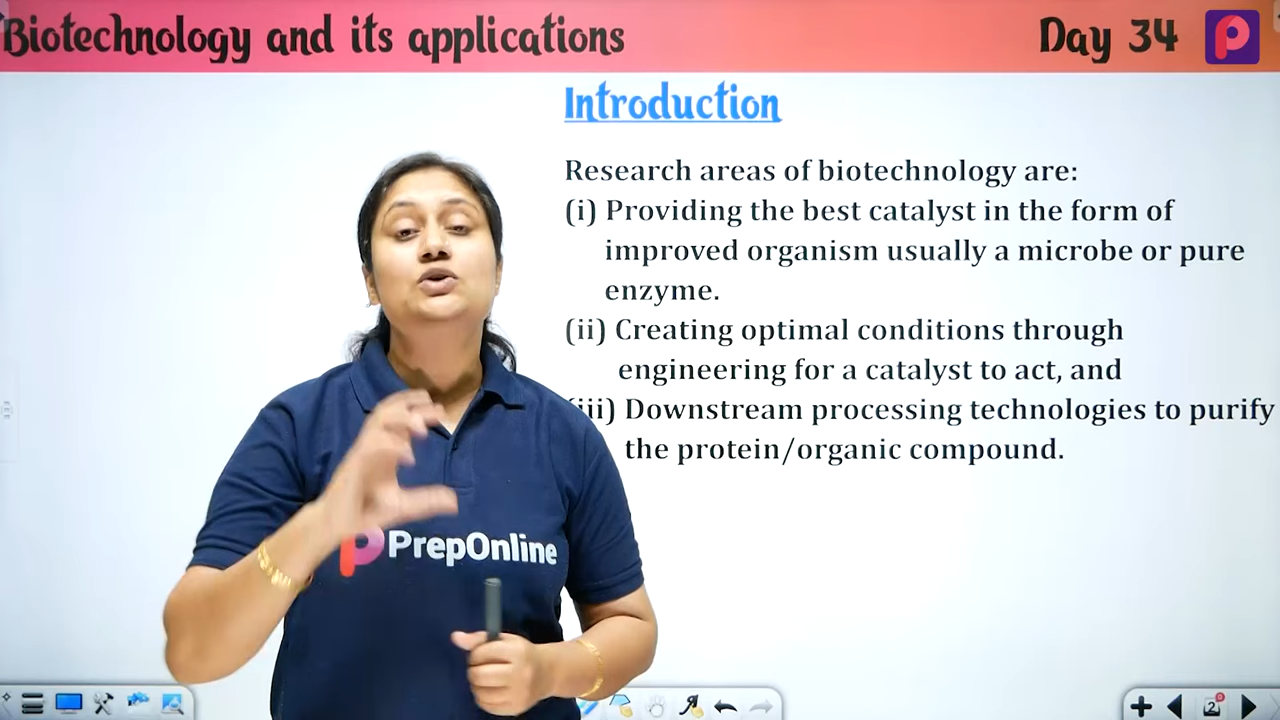 Biotechnology and its applications
Day 34
Introduction
Research areas of biotechnology are:
(i) Providing the best catalyst in the form of
improved organism usually a microbe or pure
enzyme.
(ii) Creating optimal conditions through
engineering for a catalyst to act, and
(iii) Downstream processing technologies to purify
the protein/organic compound.
PrepOnline
2